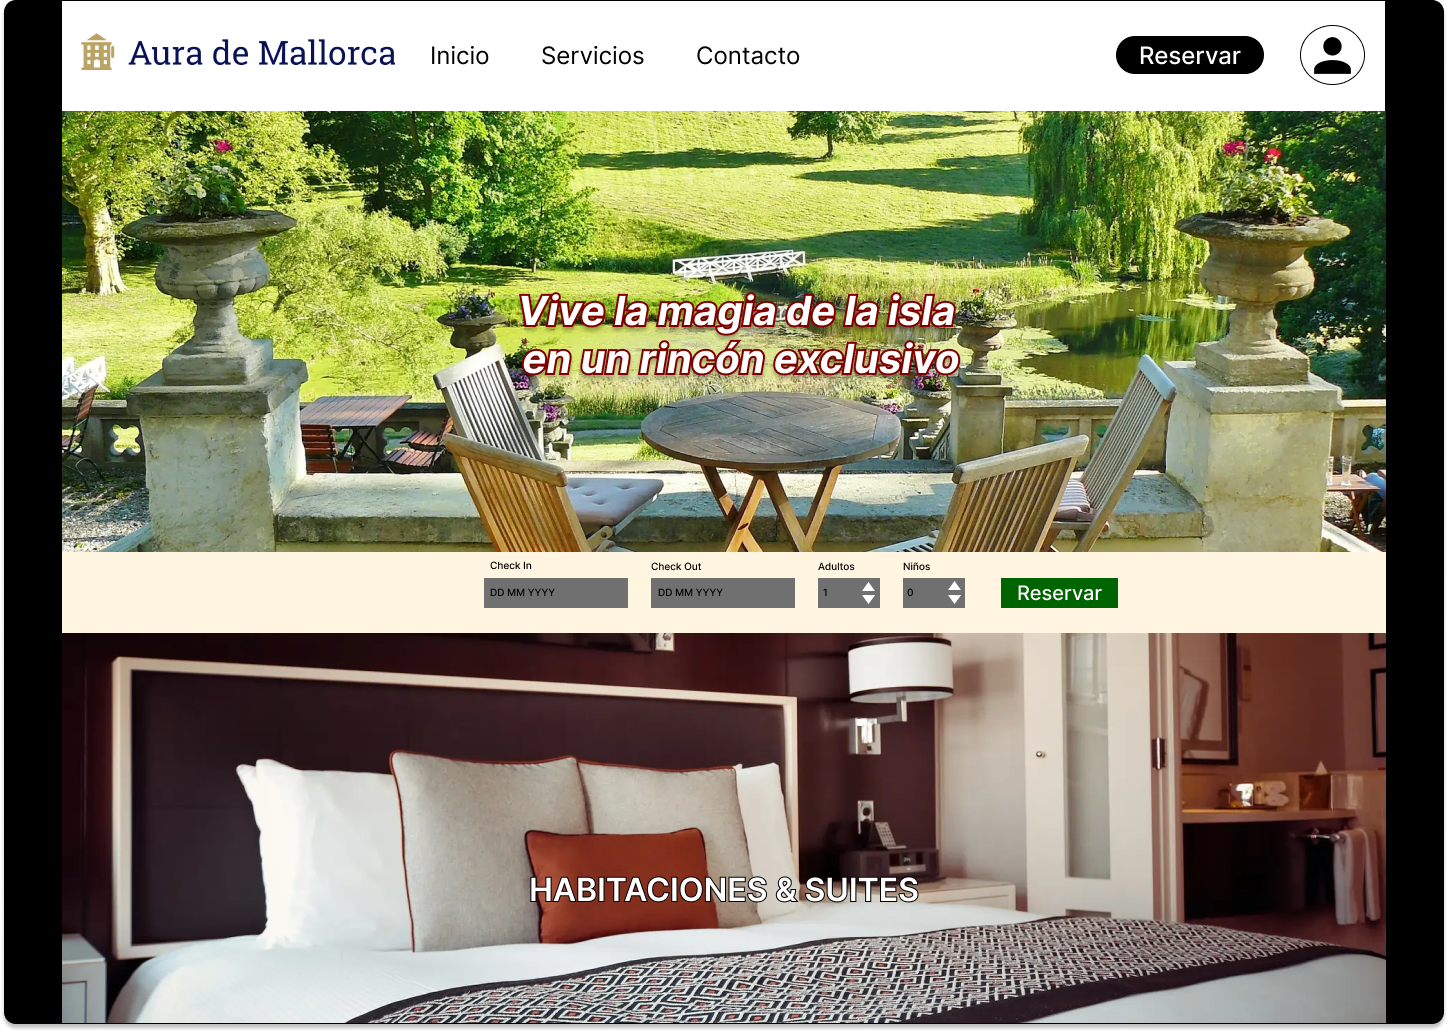 Aura de Mallorca Inicio Servicios Contacto Reservar
Vive la magia de la isla
en un rincón exclusivo
Check In Check Out Adultos Niños
DD MM YYYY DD MM YYYY 1 0 Reservar
HABITACIONES & SUITES